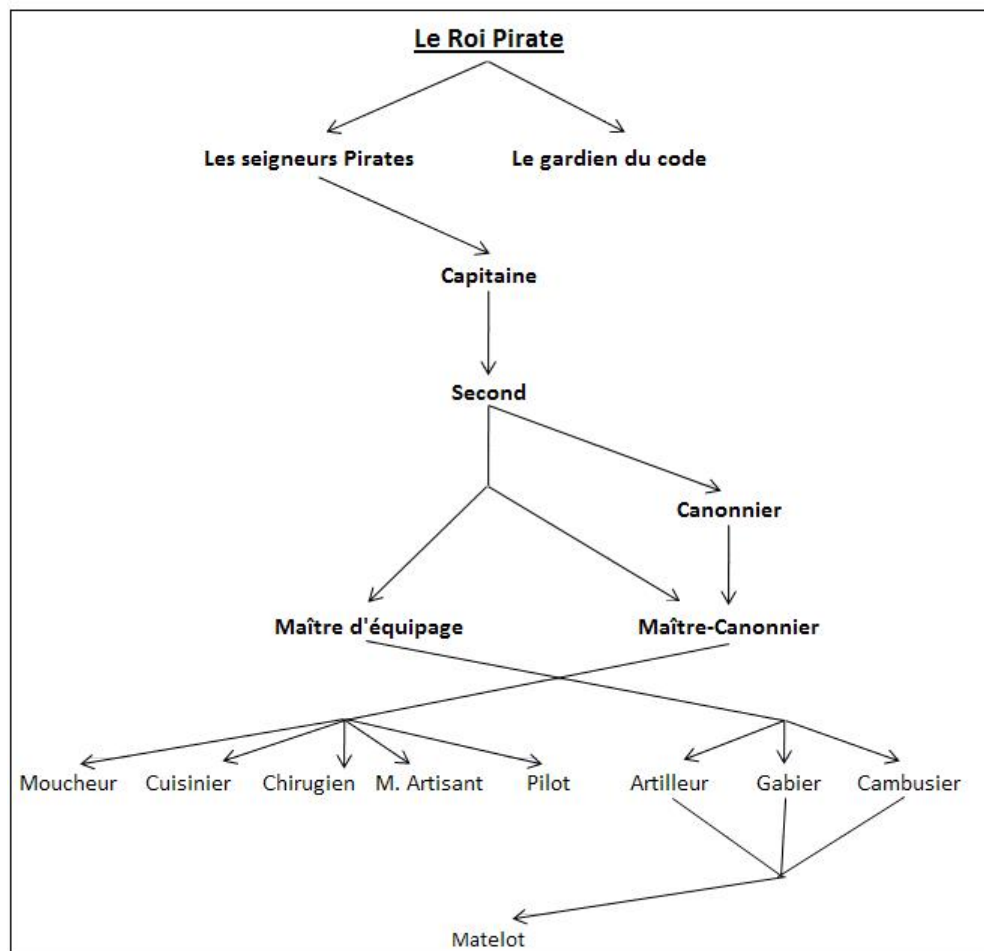 Le Roi Pirate
Les seigneurs Pirates Le gardien du code
Capitaine
Second
Canonnier
Maître d'équipage Maître-Canonnier
Moucheur Cuisinier Chirugien M. Artisant Pilot Artilleur Gabier Cambusier
Matelot